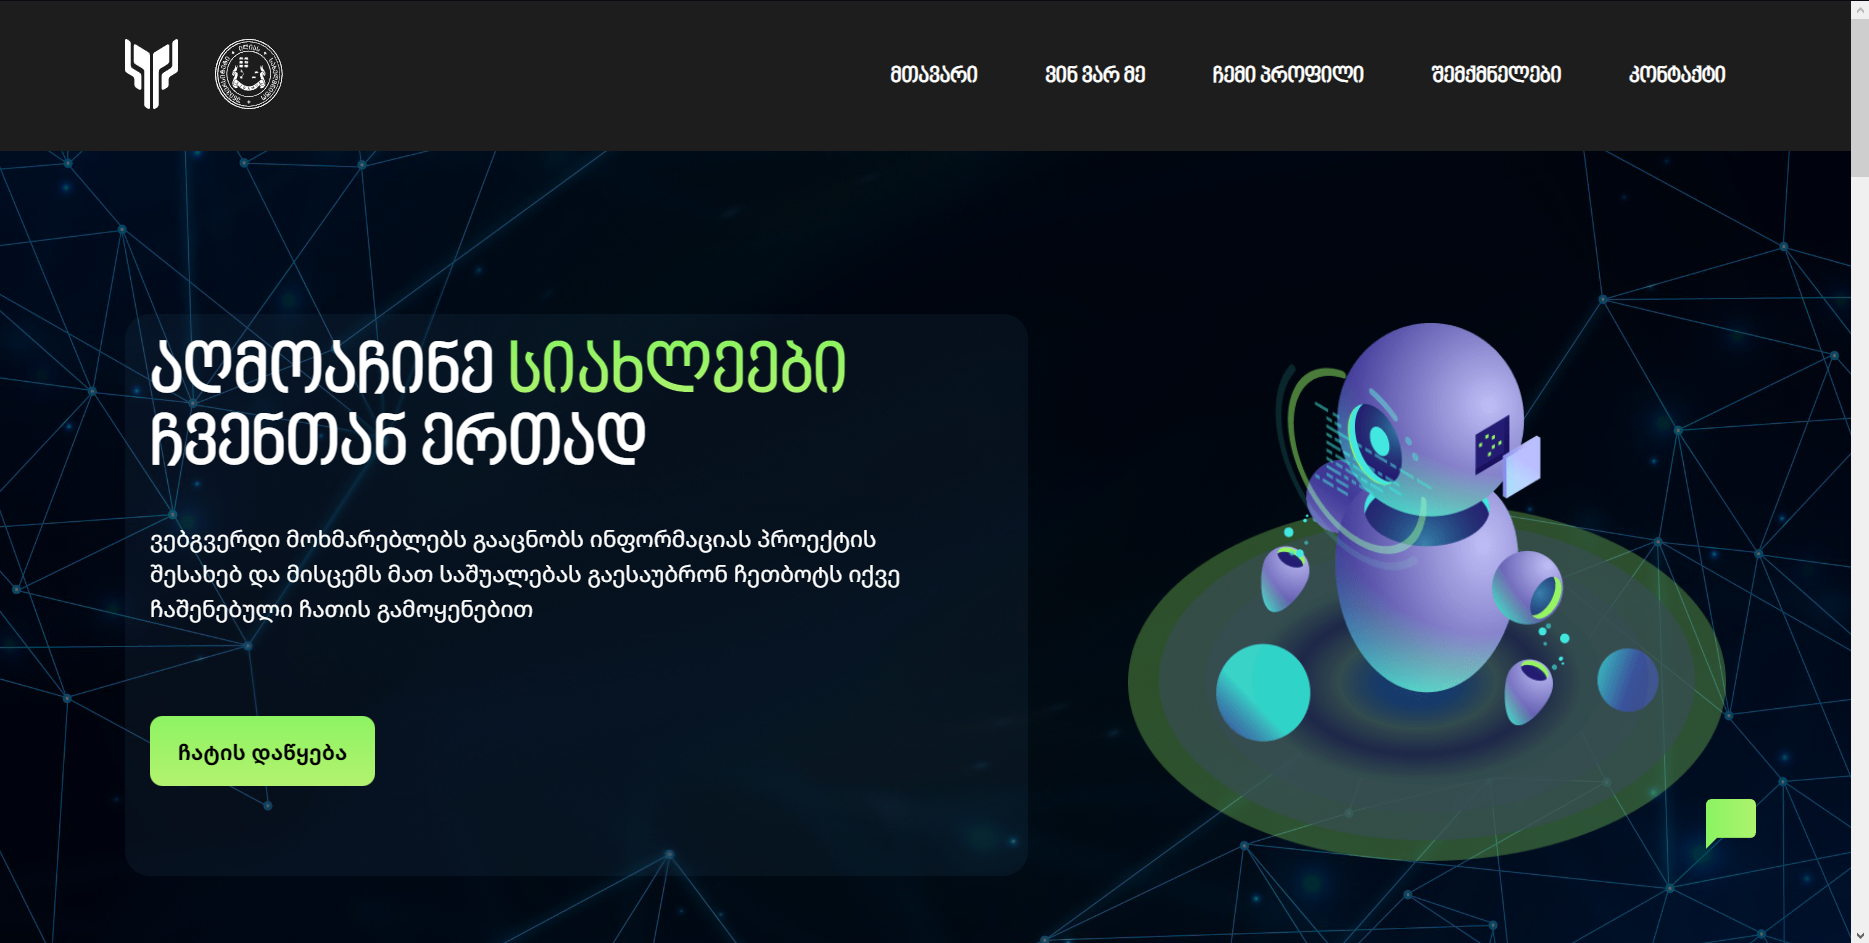 მთავარი
ვინ ვარ მე
ჩემი პროფილი
შემქმნელები
კონტაქტი
აღმოაჩინე სიახლეები
ჩვენთან ერთად
ვებგვერდი მოხმარებლებს გააცნობს ინფორმაციას პროექტის
შესახებ და მისცემს მათ საშუალებას გაესაუბრონ ჩეთბოტს იქვე
ჩაშენებული ჩათის გამოყენებით
ჩატის დაწყება